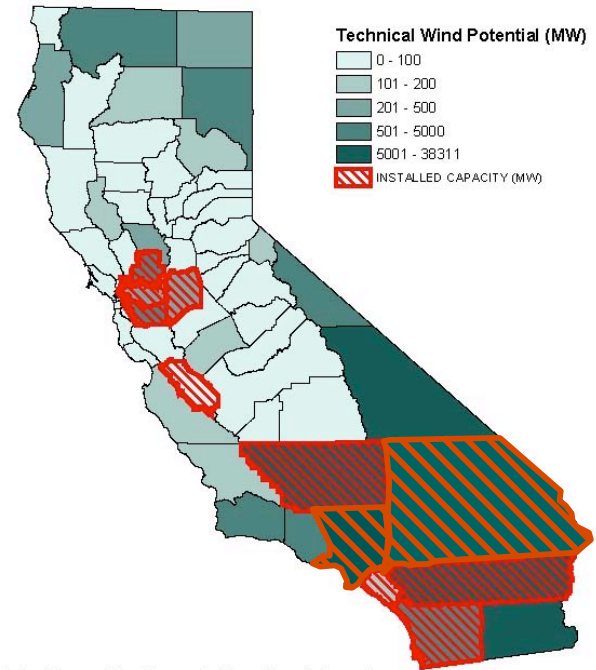 Technical Wind Potential (MW)
0 - 100
101 - 200
201 - 500
501 - 5000
5001 - 38311
INSTALLED CAPACITY (MW)